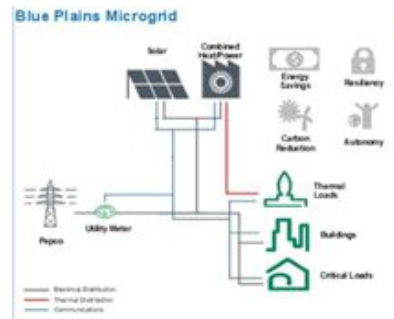 Blue Plains Microgrid
Solar
Combined
Heat/Power
Energy
Savings
Resiliency
Carbon
Reduction
Autonomy
Thermal
Loads
Pepco
Utility Meter
Buildings
Critical Loads
Electrical Distribution
Thermal Distribution
Communications